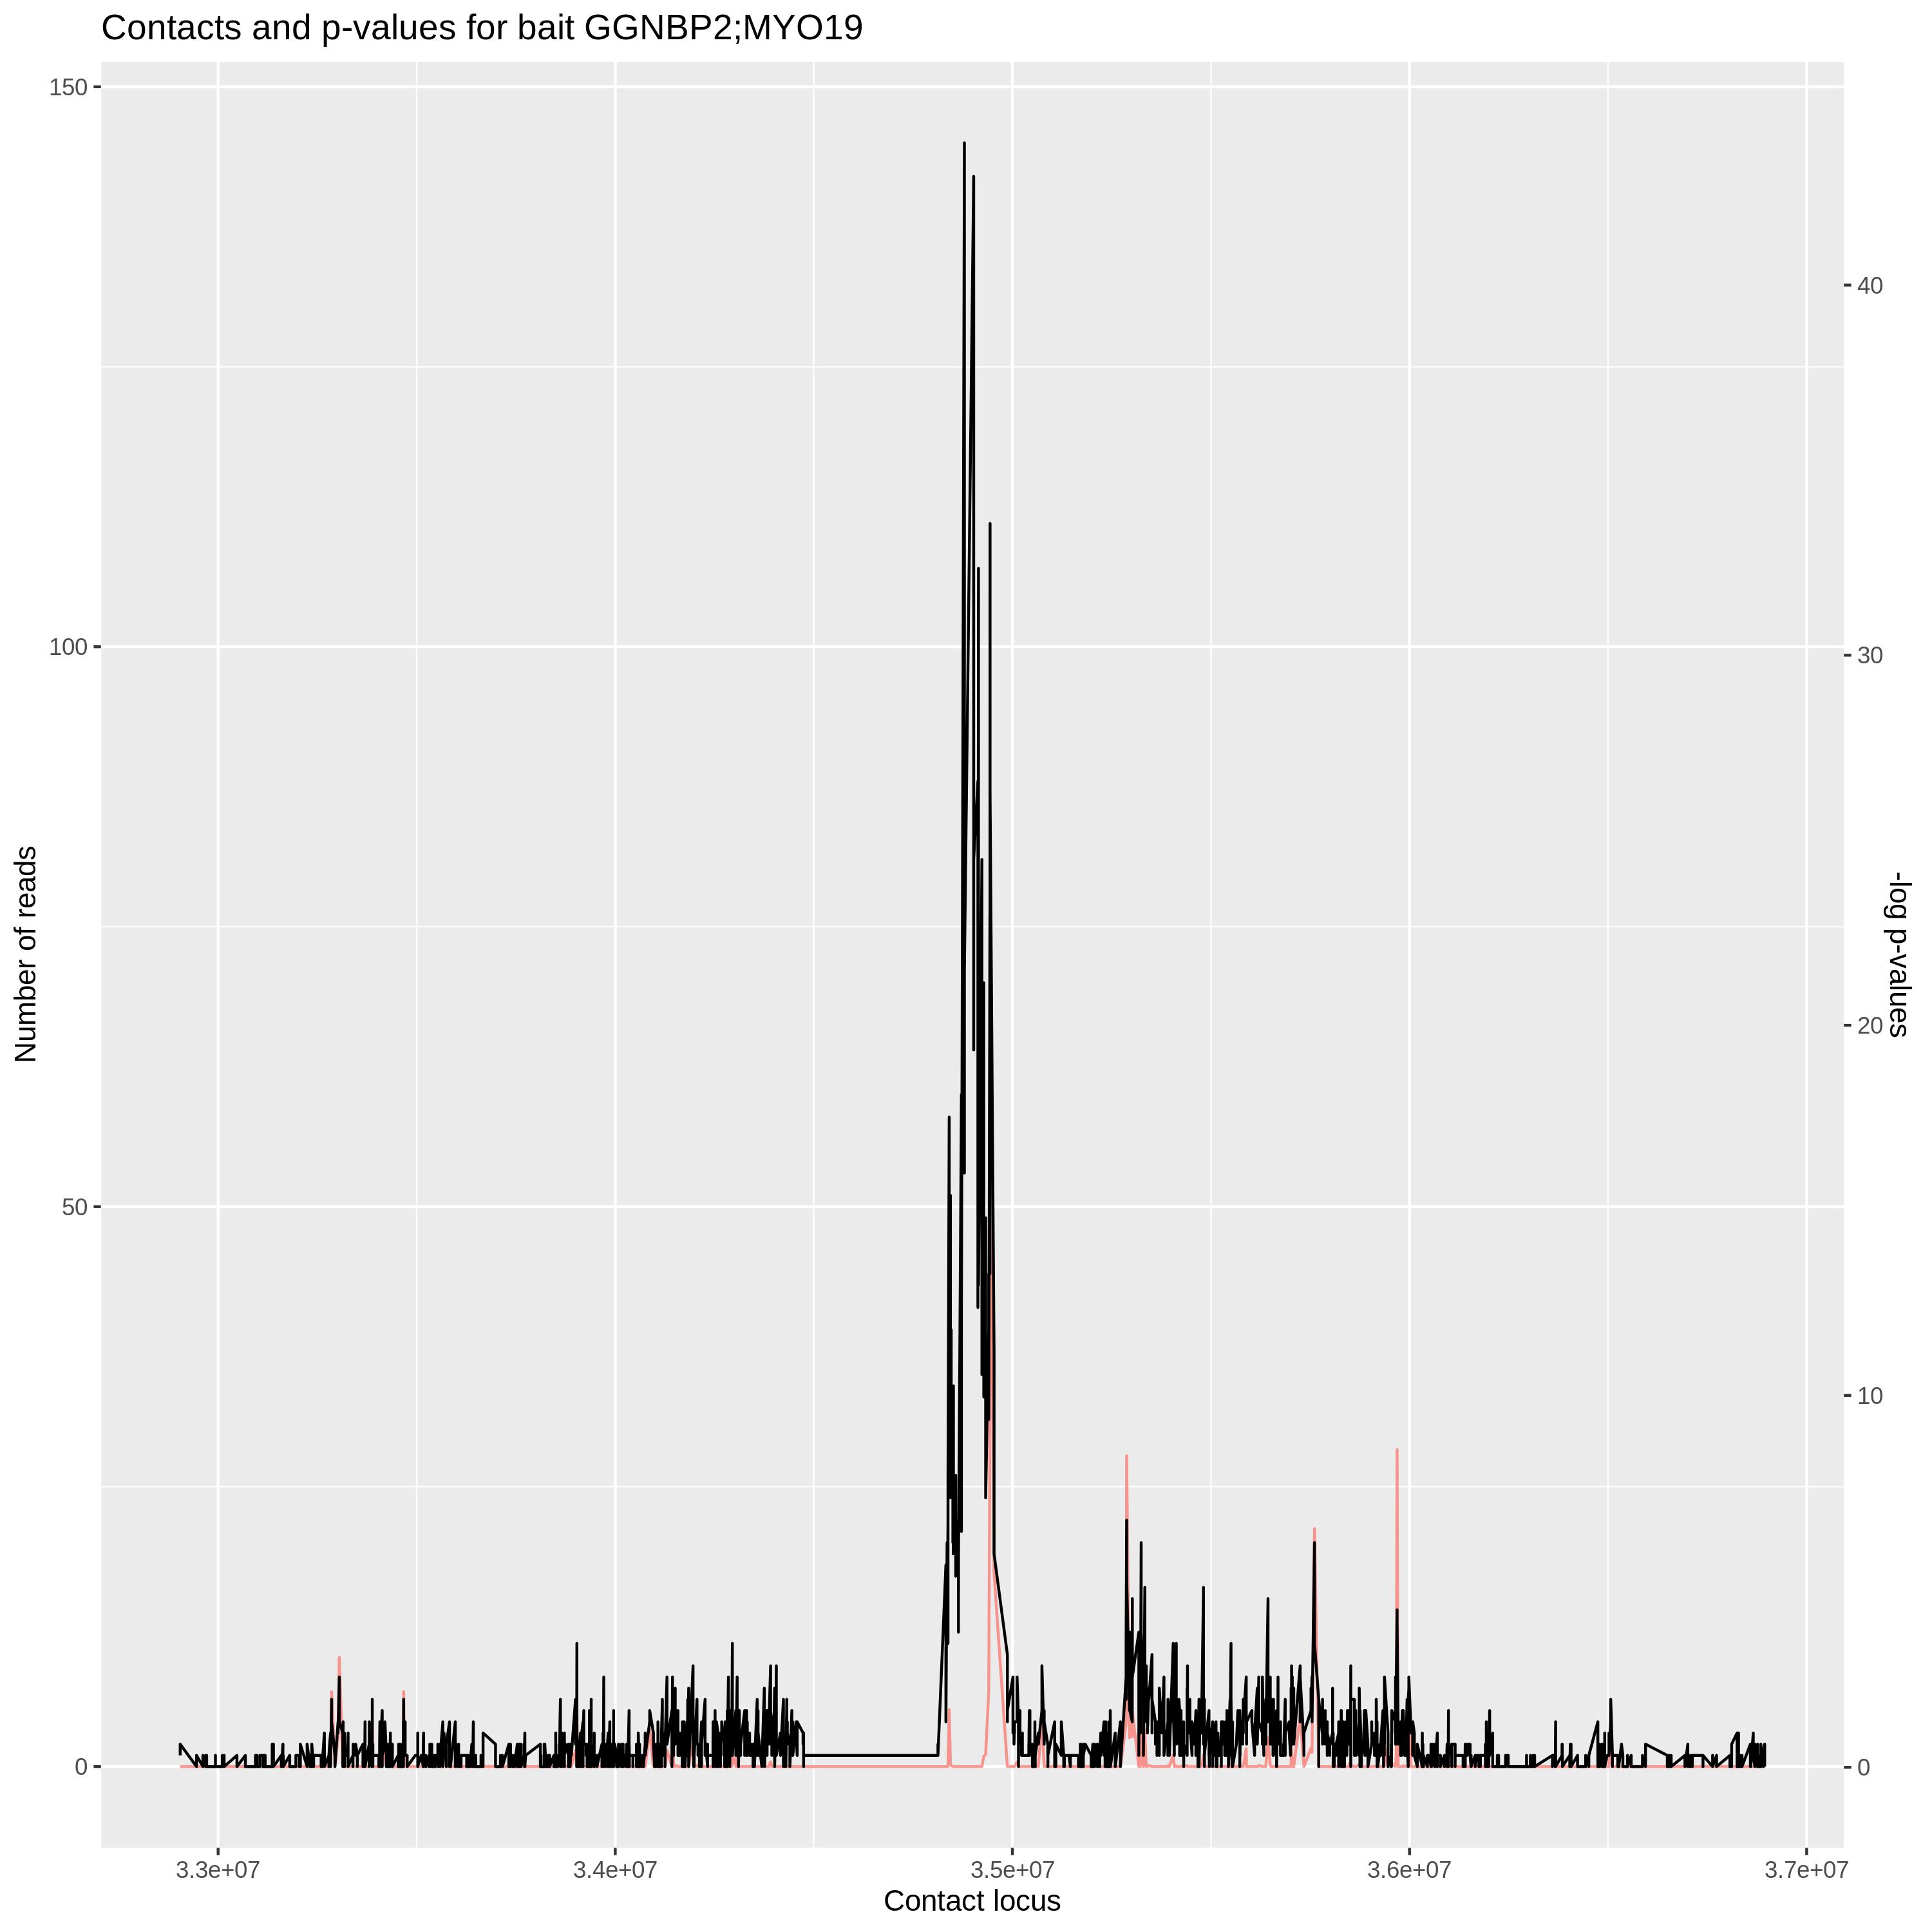 Contacts and p-values for bait GGNBP2;MYO19
150
100
50
0
Number of reads
40
30
20
10
0
-log p-values
3.3e+07
3.4e+07
3.5e+07
3.6e+07
3.7e+07
Contact locus